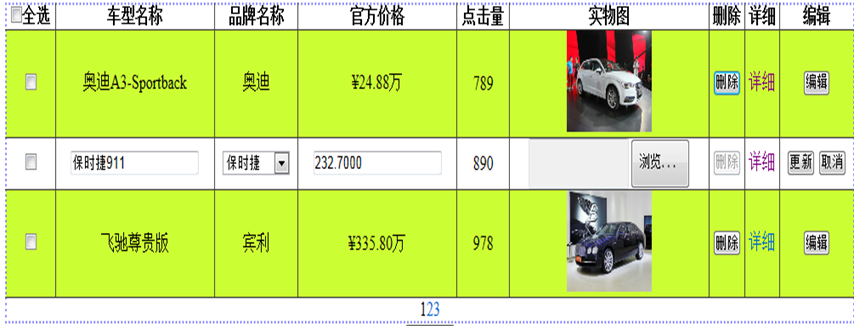 全选 车型名称 品牌名称 官方价格 点击量 实物图 删除 详细 编辑
奥迪A3-Sportback 奥迪 ¥24.88万 789 删除 详细 编辑
保时捷911 保时捷 232.7000 890 浏览... 删除 详细 更新 取消
飞驰尊贵版 宾利 ¥335.80万 978 删除 详细 编辑
123